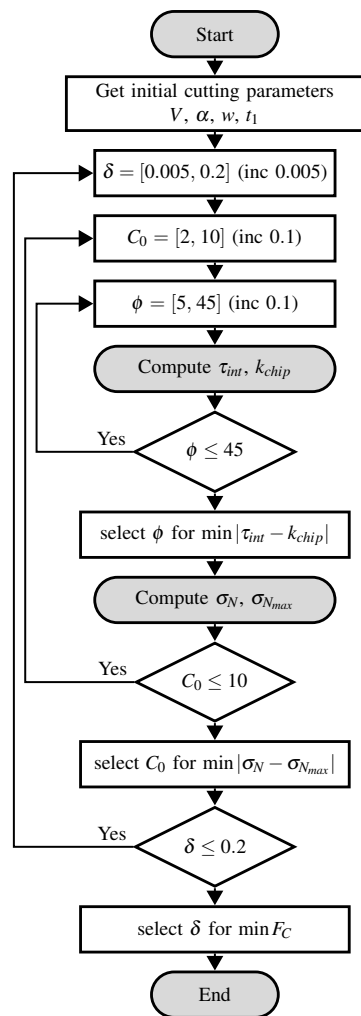 Start
Get initial cutting parameters
V, α, w, t₁
δ = [0.005, 0.2] (inc 0.005)
C₀ = [2, 10] (inc 0.1)
ϕ = [5, 45] (inc 0.1)
Compute τ_int, k_chip
Yes
ϕ ≤ 45
select ϕ for min |τ_int − k_chip|
Compute σ_N, σ_N_max
Yes
C₀ ≤ 10
select C₀ for min |σ_N − σ_N_max|
Yes
δ ≤ 0.2
select δ for min F_C
End